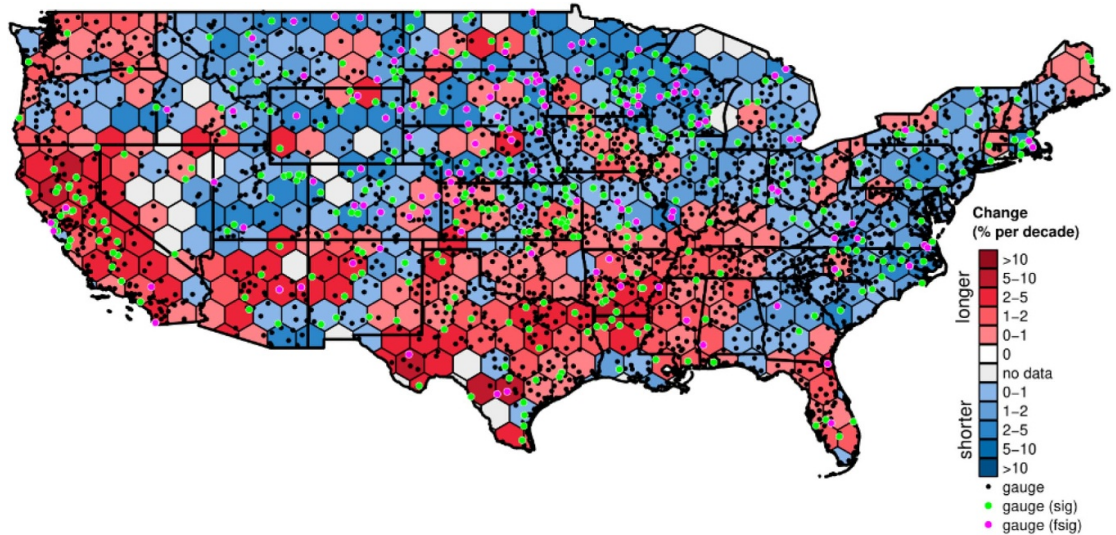 Change
(% per decade)
longer
>10
5-10
2-5
1-2
0-1
0
no data
shorter
0-1
1-2
2-5
5-10
>10
gauge
gauge (sig)
gauge (fsig)